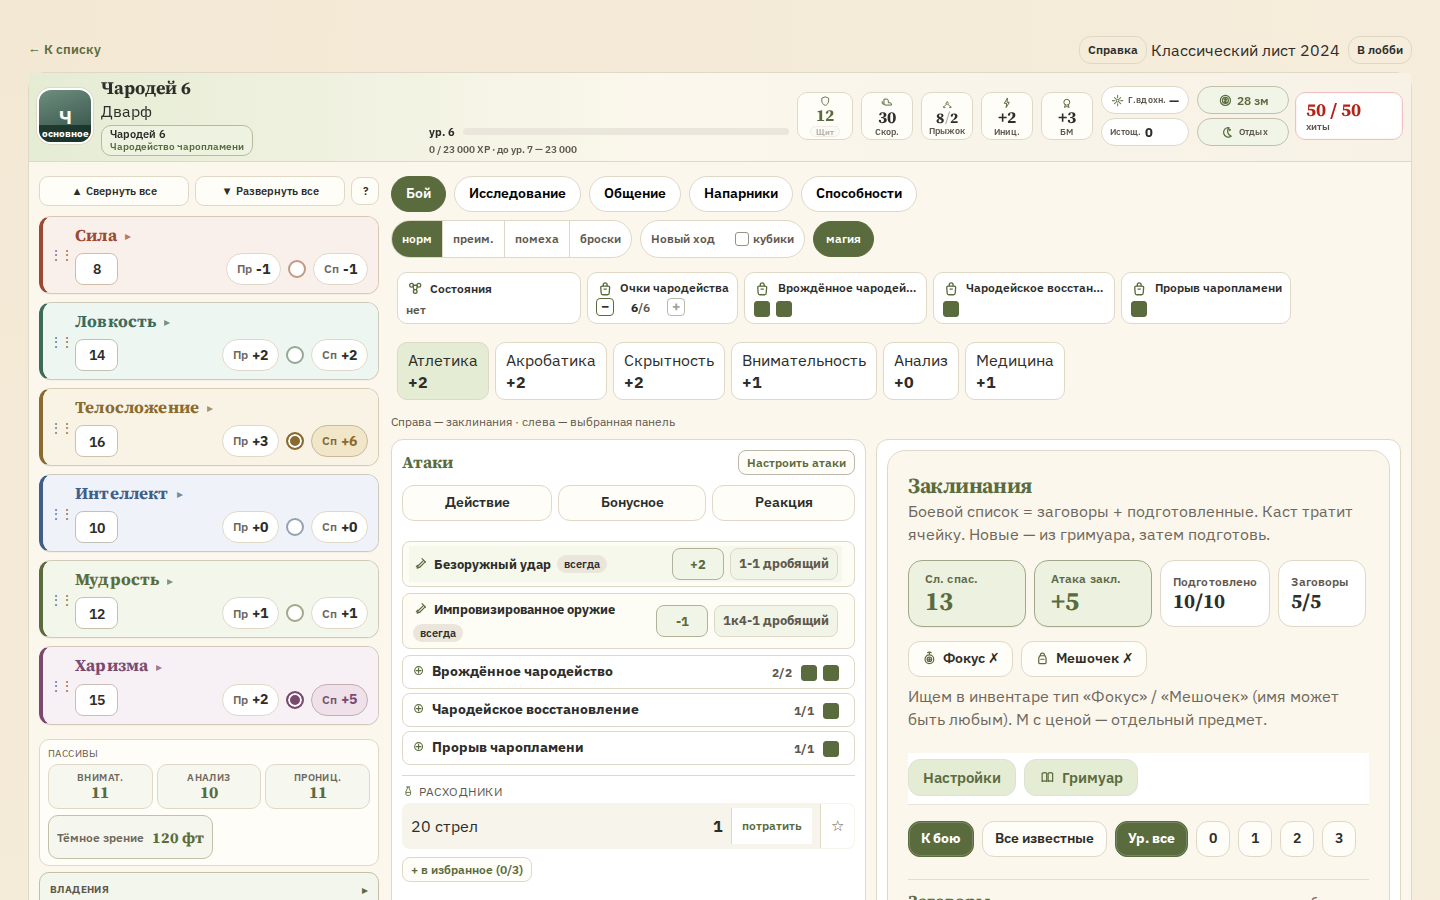 ← К списку
Справка Классический лист 2024 В лобби
Ч
основное
Чародей 6
Дварф
Чародей 6
Чародейство чаропламени
ур. 6
0 / 23 000 XP · до ур. 7 — 23 000
12
Щит
30
Скор.
8/2
Прыжок
+2
Иниц.
+3
БМ
Г.вдохн. —
Истощ. 0
28 зм
Отдых
50 / 50
хиты
▲ Свернуть все
▼ Развернуть все
?
Сила ▸
8
Пр -1
Сп -1
Ловкость ▸
14
Пр +2
Сп +2
Телосложение ▸
16
Пр +3
Сп +6
Интеллект ▸
10
Пр +0
Сп +0
Мудрость ▸
12
Пр +1
Сп +1
Харизма ▸
15
Пр +2
Сп +5
ПАССИВЫ
ВНИМАТ.
11
АНАЛИЗ
10
ПРОНИЦ.
11
Тёмное зрение 120 фт
ВЛАДЕНИЯ ▸
Бой
Исследование
Общение
Напарники
Способности
норм
преим.
помеха
броски
Новый ход
кубики
магия
Состояния
нет
Очки чародейства
− 6/6 +
Врождённое чародей...
Чародейское восстан...
Прорыв чаропламени
Атлетика
+2
Акробатика
+2
Скрытность
+2
Внимательность
+1
Анализ
+0
Медицина
+1
Справа — заклинания · слева — выбранная панель
Атаки
Настроить атаки
Действие
Бонусное
Реакция
Безоружный удар всегда +2 1-1 дробящий
Импровизированное оружие
всегда
-1 1к4-1 дробящий
Врождённое чародейство 2/2
Чародейское восстановление 1/1
Прорыв чаропламени 1/1
РАСХОДНИКИ
20 стрел 1 потратить ☆
+ в избранное (0/3)
Заклинания
Боевой список = заговоры + подготовленные. Каст тратит
ячейку. Новые — из гримуара, затем подготовь.
Сл. спас.
13
Атака закл.
+5
Подготовлено
10/10
Заговоры
5/5
Фокус ✗
Мешочек ✗
Ищем в инвентаре тип «Фокус» / «Мешочек» (имя может
быть любым). М с ценой — отдельный предмет.
Настройки
Гримуар
К бою
Все известные
Ур. все
0
1
2
3